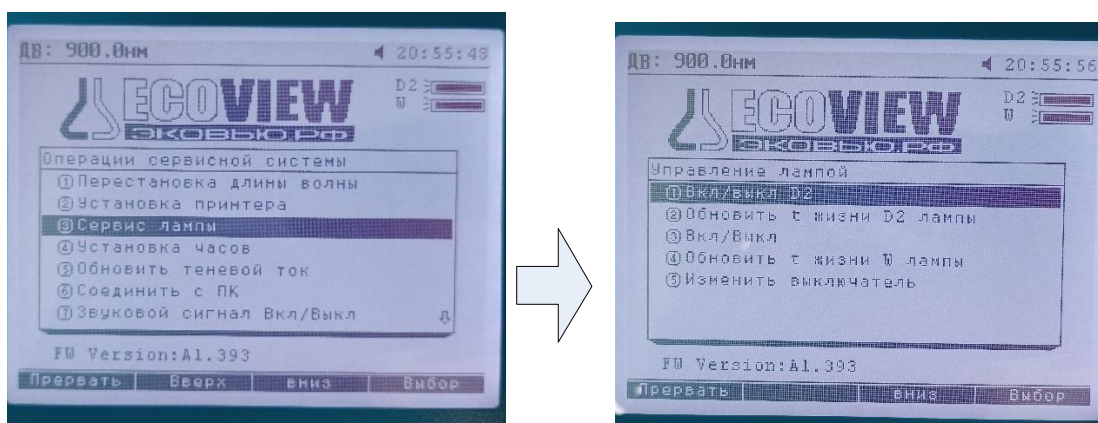 ДВ: 900.0нм 20:55:48
D2
W
ECOVIEW
ЭКОВЬЮ.РФ
Операции сервисной системы
①Перестановка длины волны
②Установка принтера
③Сервис лампы
④Установка часов
⑤Обновить теневой ток
⑥Соединить с ПК
⑦Звуковой сигнал Вкл/Выкл
FW Version:A1.393
Прервать Вверх вниз Выбор
ДВ: 900.0нм 20:55:56
D2
W
ECOVIEW
ЭКОВЬЮ.РФ
Управление лампой
①Вкл/выкл D2
②Обновить t жизни D2 лампы
③Вкл/Выкл
④Обновить t жизни W лампы
⑤Изменить выключатель
FW Version:A1.393
Прервать вниз Выбор